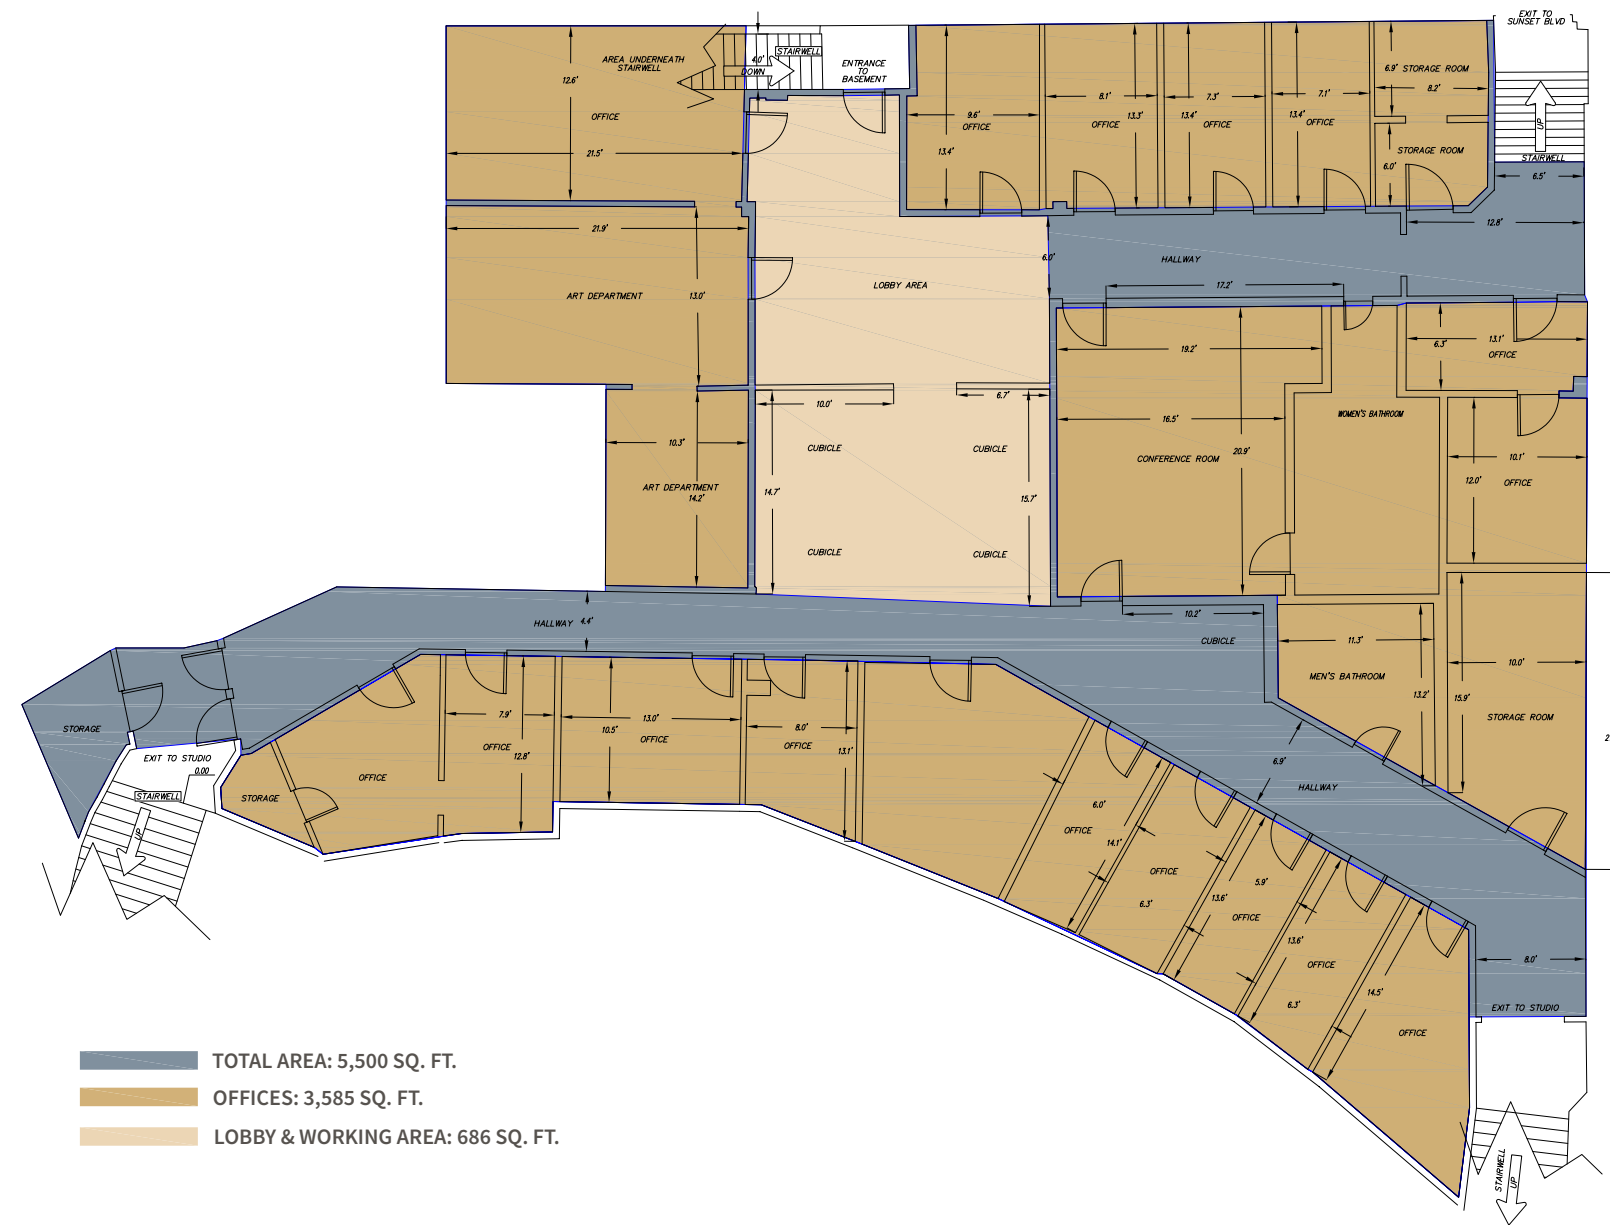 EXIT TO
SUNSET BLVD
AREA UNDERNEATH
STAIRWELL
12.6'
OFFICE
21.5'
4.0'
STAIRWELL
DOWN
ENTRANCE
TO
BASEMENT
9.6'
OFFICE
13.4'
8.1'
OFFICE
13.3'
7.3'
13.4'
OFFICE
7.1'
13.4'
OFFICE
6.9'
STORAGE ROOM
8.2'
STORAGE ROOM
6.0'
UP
STAIRWELL
6.5'
12.8'
21.9'
ART DEPARTMENT
13.0'
LOBBY AREA
6.0'
HALLWAY
17.2'
19.2'
6.3'
13.1'
OFFICE
10.0'
6.7'
16.5'
WOMEN'S BATHROOM
10.3'
CUBICLE
CUBICLE
20.9'
CONFERENCE ROOM
10.1'
12.0'
OFFICE
ART DEPARTMENT
14.2'
14.7'
15.7'
CUBICLE
CUBICLE
HALLWAY
4.4'
10.2'
CUBICLE
11.3'
MEN'S BATHROOM
13.2'
10.0'
15.9'
STORAGE ROOM
2
STORAGE
EXIT TO STUDIO
0.00
STAIRWELL
UP
STORAGE
OFFICE
7.9'
OFFICE
12.8'
13.0'
10.5'
OFFICE
8.0'
OFFICE
13.1'
6.9'
HALLWAY
6.0'
OFFICE
14.1'
OFFICE
6.3'
5.9'
13.6'
OFFICE
13.6'
OFFICE
6.3'
14.5'
OFFICE
8.0'
EXIT TO STUDIO
STAIRWELL
UP
TOTAL AREA: 5,500 SQ. FT.
OFFICES: 3,585 SQ. FT.
LOBBY & WORKING AREA: 686 SQ. FT.